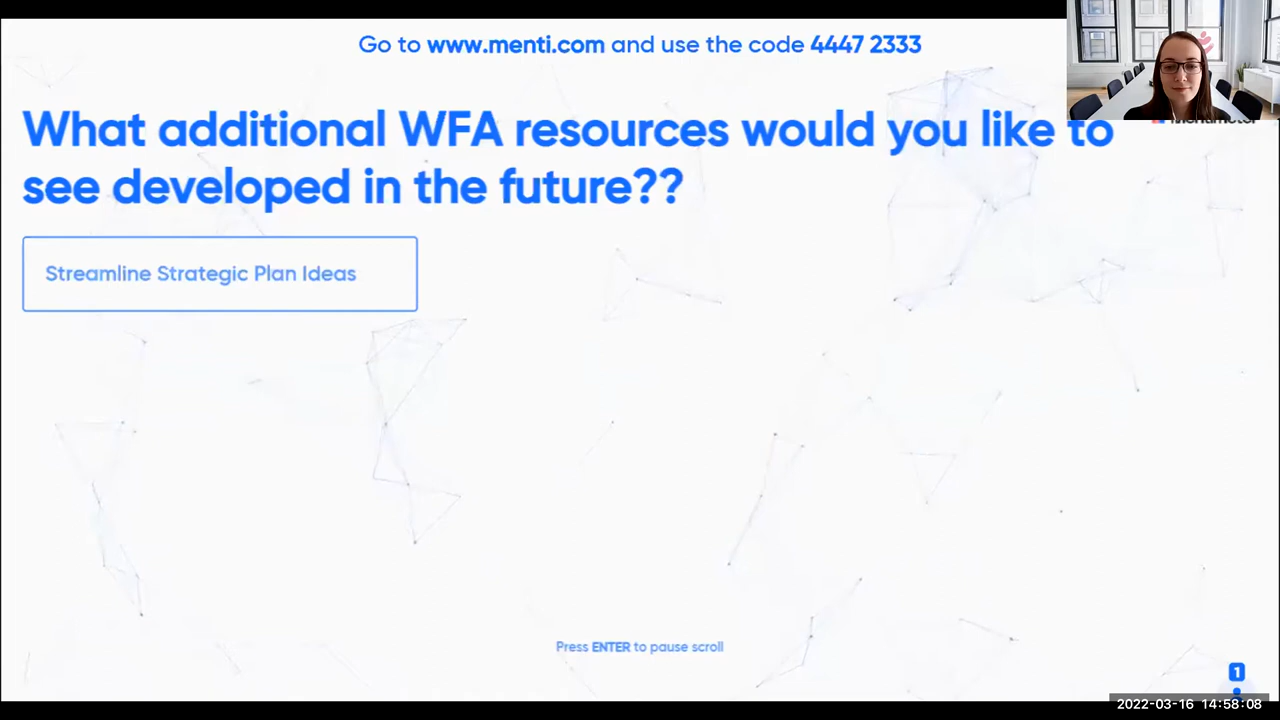 Go to www.menti.com and use the code 4447 2333
What additional WFA resources would you like to
see developed in the future??
Streamline Strategic Plan Ideas
Press ENTER to pause scroll
1
2022-03-16 14:58:08